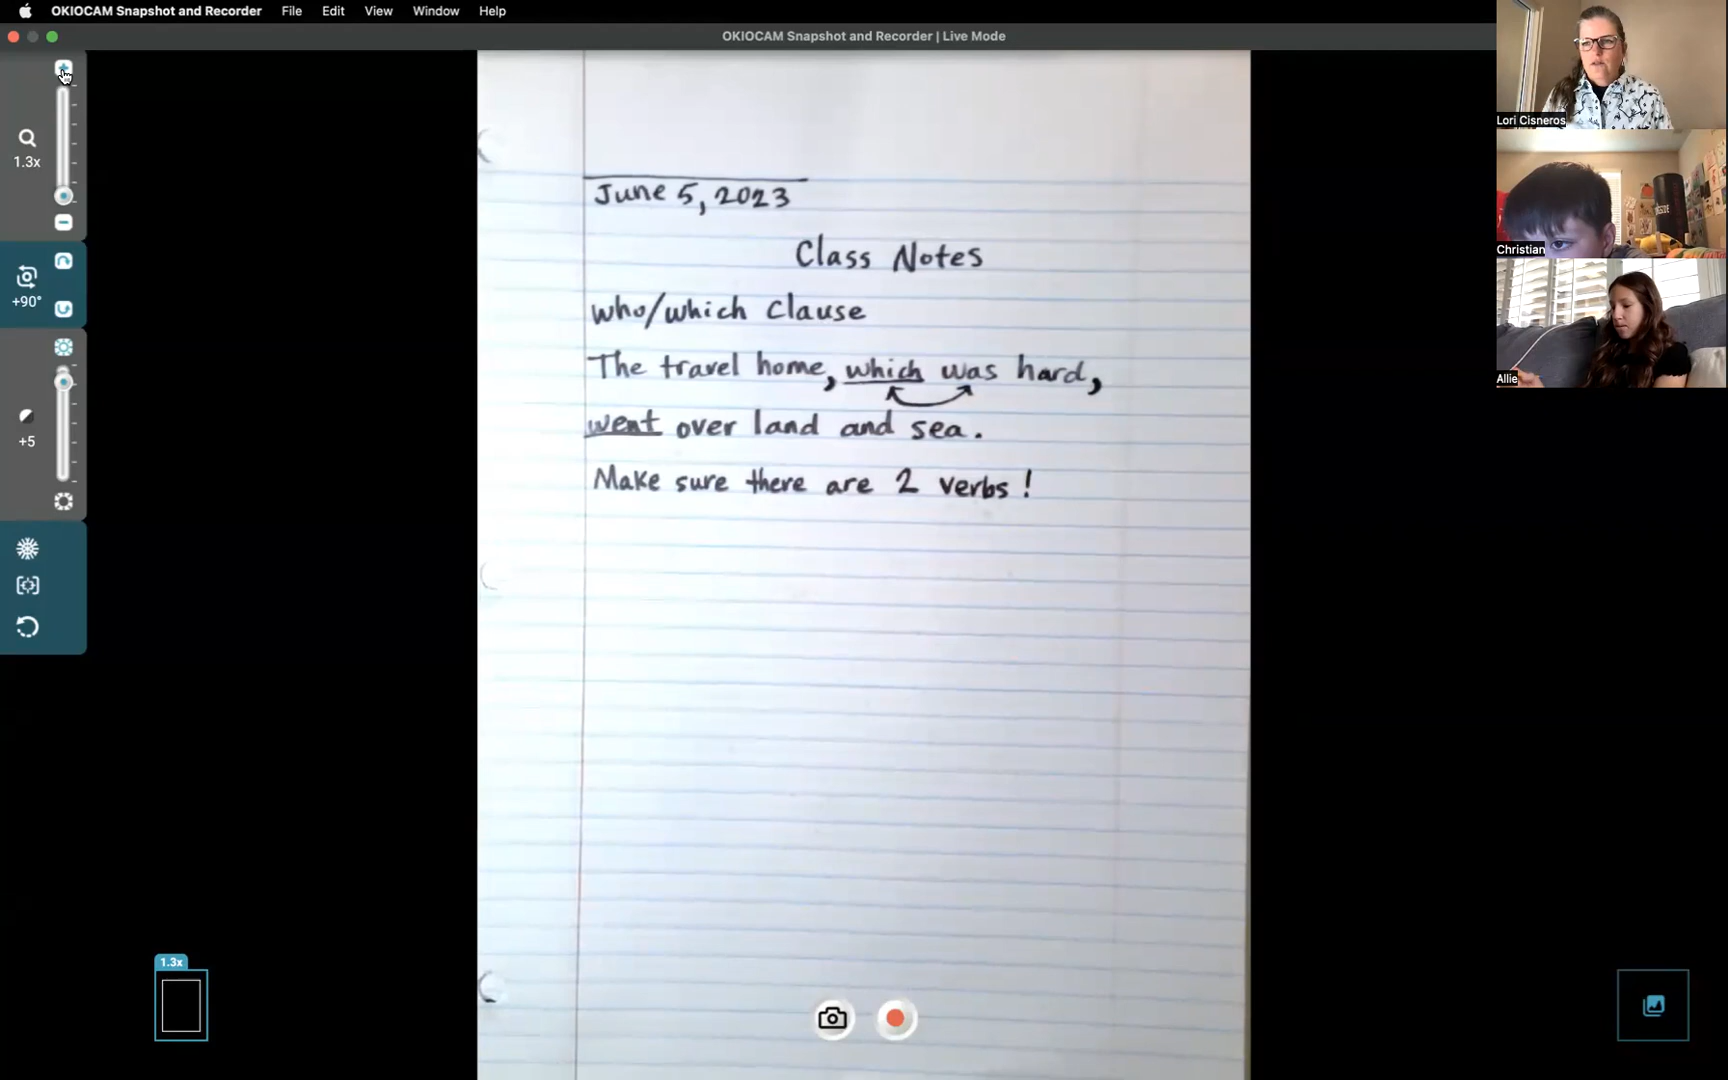 OKIOCAM Snapshot and Recorder File Edit View Window Help
OKIOCAM Snapshot and Recorder | Live Mode
1.3x
+90°
+5
June 5, 2023
Class Notes
who/which Clause
The travel home, which was hard,
went over land and sea.
Make sure there are 2 verbs!
1.3x
Lori Cisneros
Christian
Allie